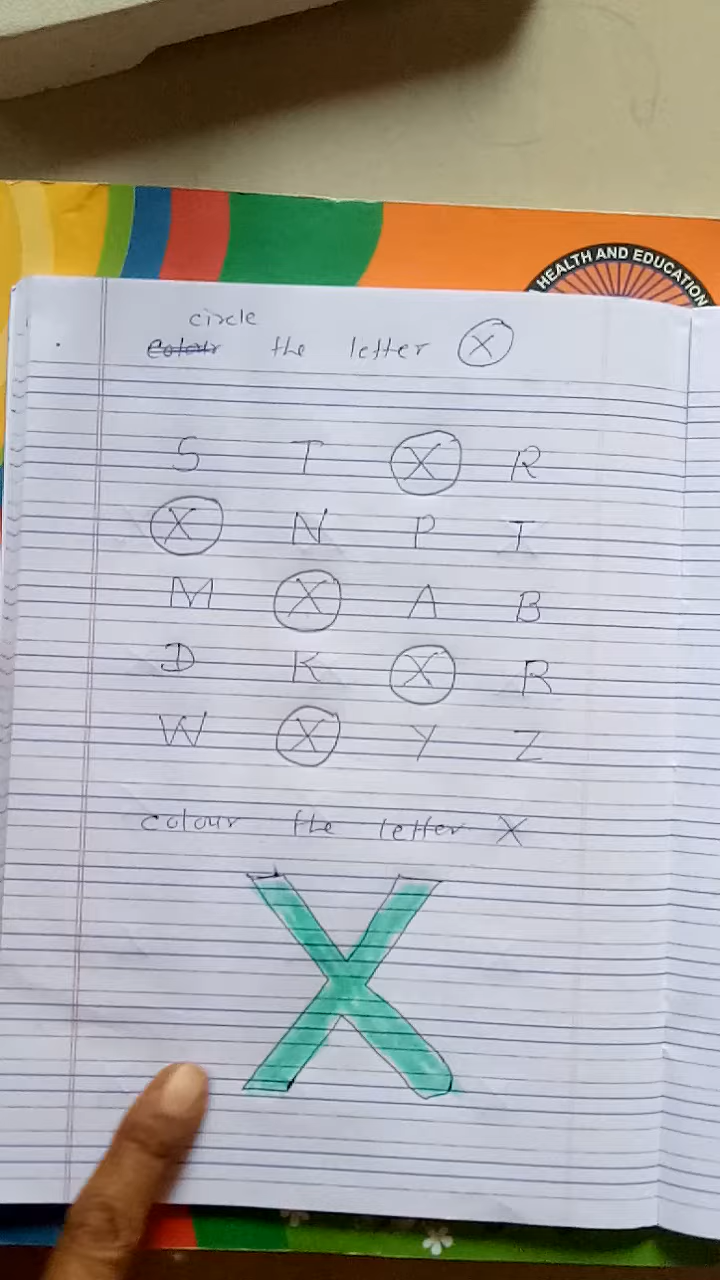 HEALTH AND EDUCATION
circle
colour the letter X
S T X R
X N P I
M X A B
D K X R
W X Y Z
colour the letter X
X